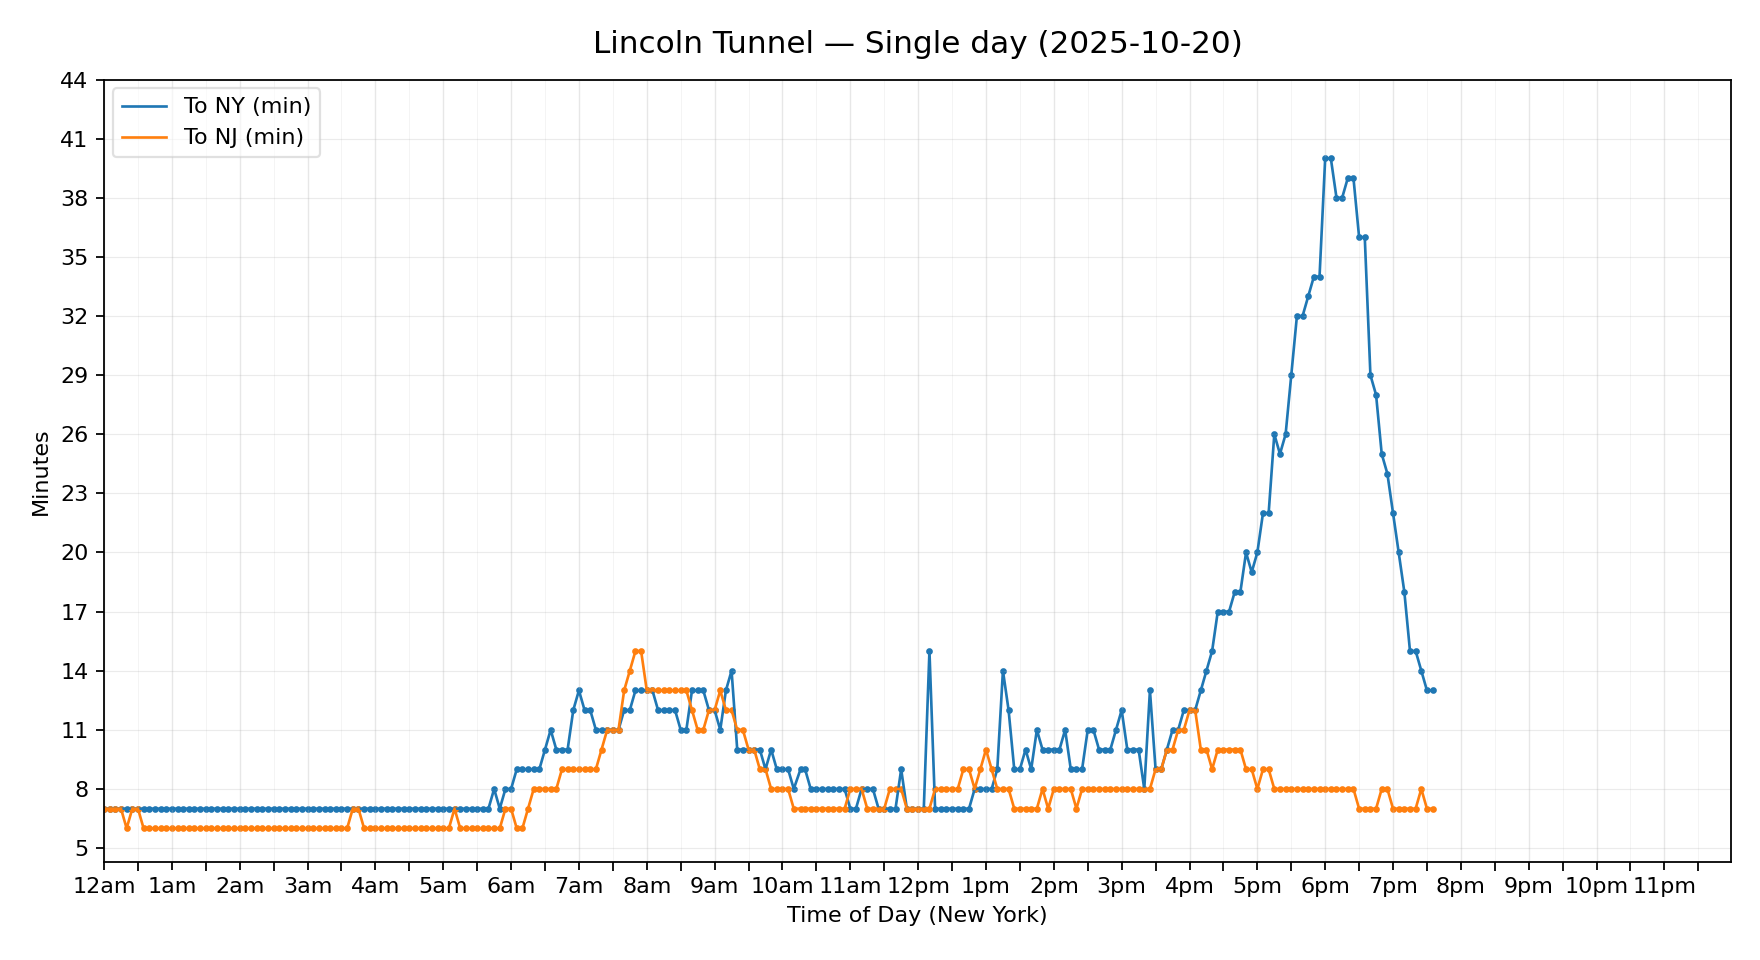 Lincoln Tunnel — Single day (2025-10-20)
To NY (min)
To NJ (min)
44
41
38
35
32
29
26
23
20
17
14
11
8
5
Minutes
12am 1am 2am 3am 4am 5am 6am 7am 8am 9am 10am 11am 12pm 1pm 2pm 3pm 4pm 5pm 6pm 7pm 8pm 9pm 10pm 11pm
Time of Day (New York)